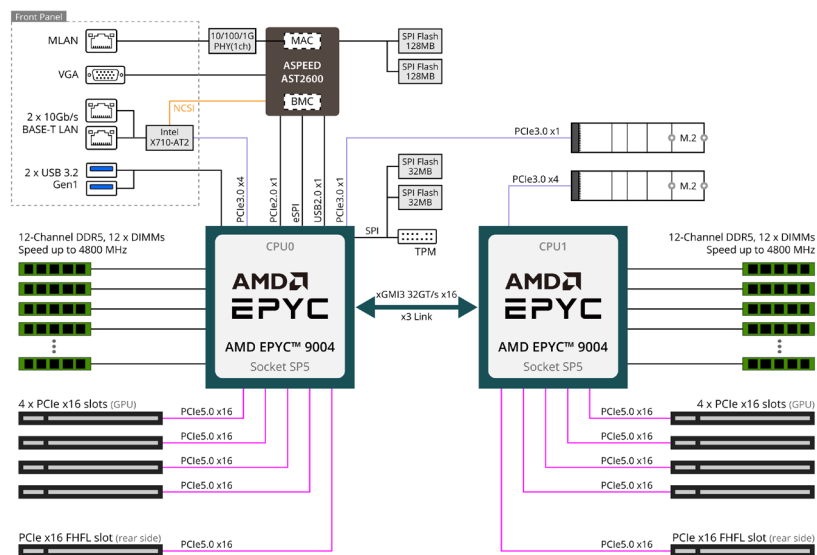 Front Panel
MLAN
10/100/1G
PHY(1ch)
MAC
SPI Flash
128MB
ASPEED
AST2600
SPI Flash
128MB
VGA
BMC
NCSI
2 x 10Gb/s
BASE-T LAN
Intel
X710-AT2
PCIe3.0 x1
M.2
2 x USB 3.2
Gen1
PCIe3.0 x4
PCIe2.0 x1
eSPI
USB2.0 x1
PCIe3.0 x1
SPI Flash
32MB
SPI Flash
32MB
PCIe3.0 x4
M.2
SPI
TPM
12-Channel DDR5, 12 x DIMMs
Speed up to 4800 MHz
CPU0
AMD
EPYC
AMD EPYC™ 9004
Socket SP5
xGMI3 32GT/s x16
x3 Link
CPU1
AMD
EPYC
AMD EPYC™ 9004
Socket SP5
12-Channel DDR5, 12 x DIMMs
Speed up to 4800 MHz
4 x PCIe x16 slots (GPU)
PCIe5.0 x16
PCIe5.0 x16
PCIe5.0 x16
PCIe5.0 x16
PCIe x16 FHFL slot (rear side)
PCIe5.0 x16
4 x PCIe x16 slots (GPU)
PCIe5.0 x16
PCIe5.0 x16
PCIe5.0 x16
PCIe5.0 x16
PCIe x16 FHFL slot (rear side)
PCIe5.0 x16